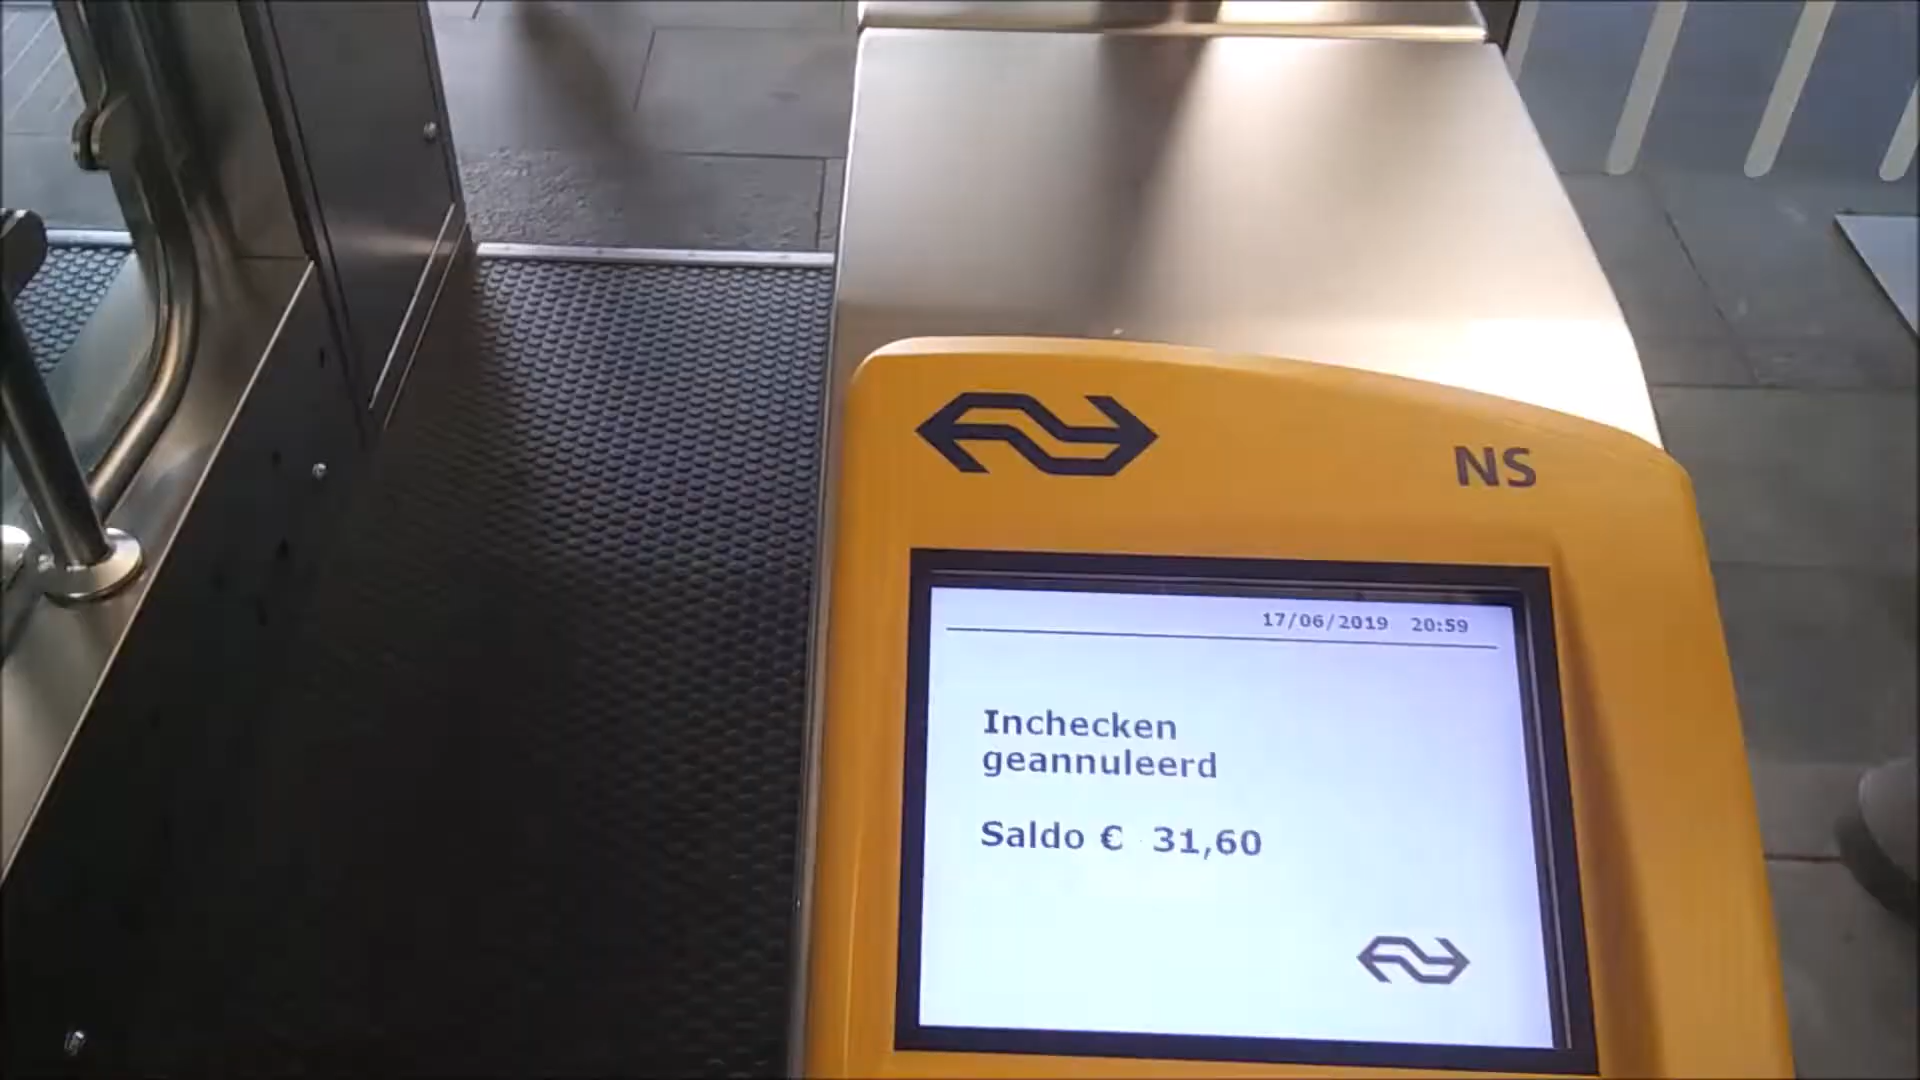 NS
17/06/2019 20:59
Inchecken
geannuleerd
Saldo € 31,60